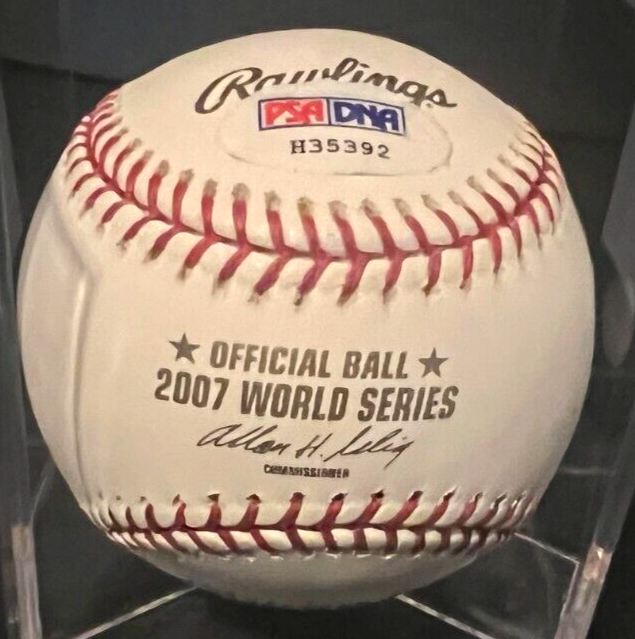 Rawlings
PSA DNA
H35392
★ OFFICIAL BALL ★
2007 WORLD SERIES
Allan H. Selig
COMMISSIONER